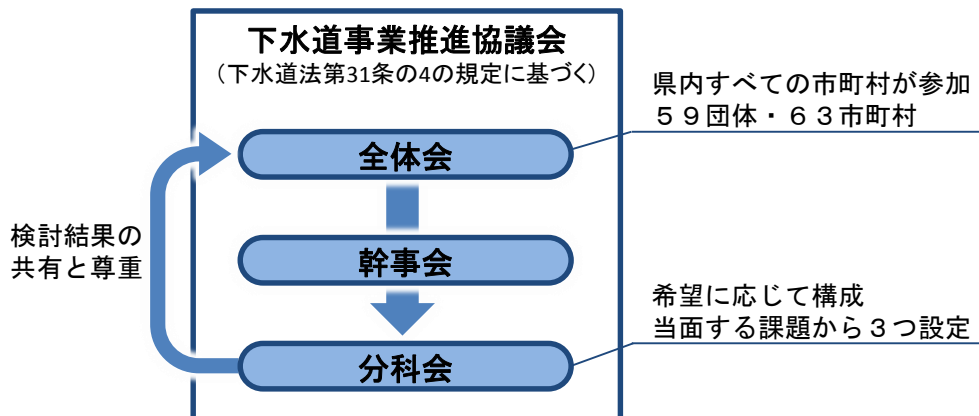 下水道事業推進協議会
（下水道法第31条の4の規定に基づく）
全体会
県内すべての市町村が参加
５９団体・６３市町村
幹事会
検討結果の
共有と尊重
分科会
希望に応じて構成
当面する課題から３つ設定